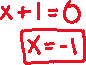 x + 1 = 0
x = -1